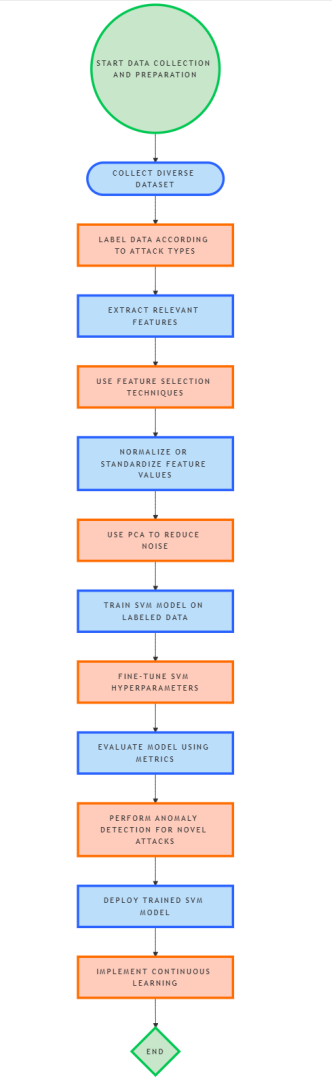 START DATA COLLECTION
AND PREPARATION
COLLECT DIVERSE
DATASET
LABEL DATA ACCORDING
TO ATTACK TYPES
EXTRACT RELEVANT
FEATURES
USE FEATURE SELECTION
TECHNIQUES
NORMALIZE OR
STANDARDIZE FEATURE
VALUES
USE PCA TO REDUCE
NOISE
TRAIN SVM MODEL ON
LABELED DATA
FINE-TUNE SVM
HYPERPARAMETERS
EVALUATE MODEL USING
METRICS
PERFORM ANOMALY
DETECTION FOR NOVEL
ATTACKS
DEPLOY TRAINED SVM
MODEL
IMPLEMENT CONTINUOUS
LEARNING
END